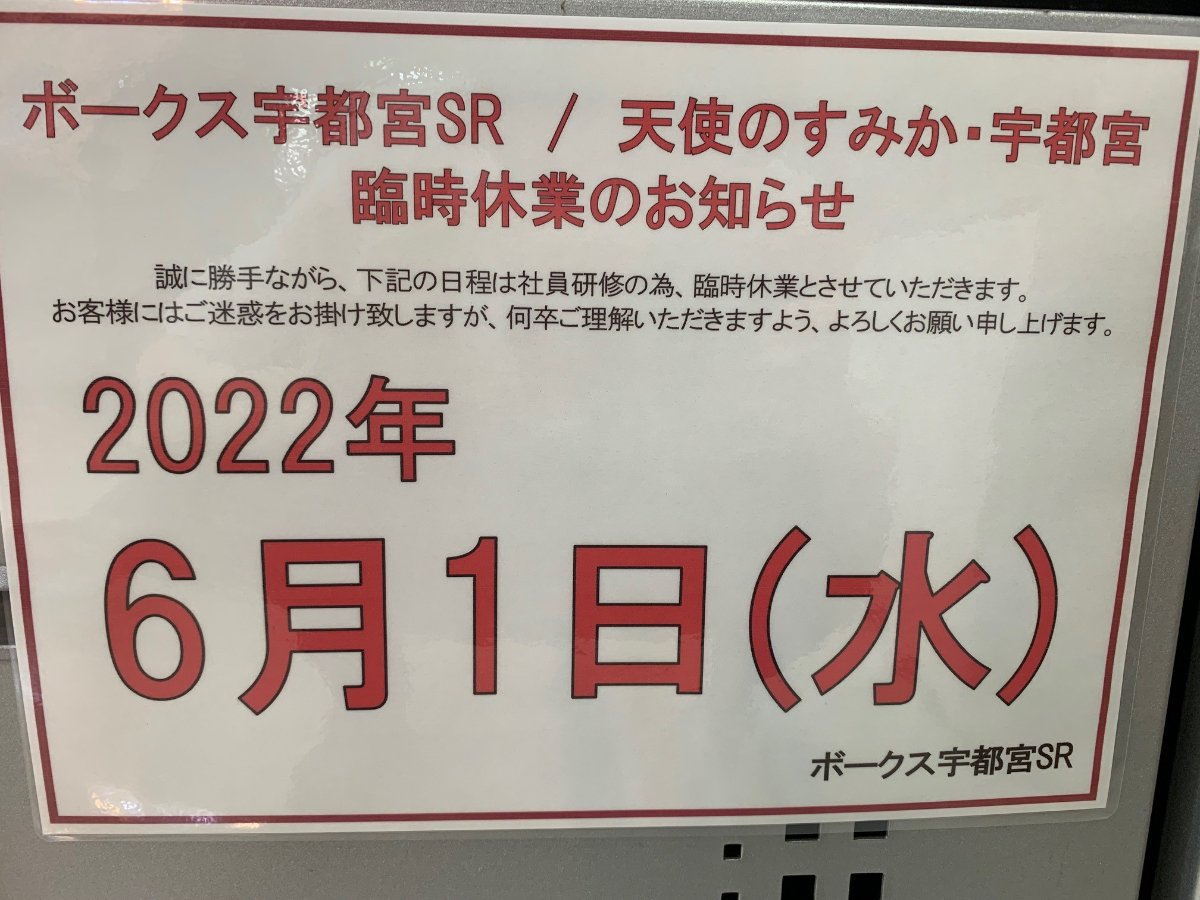 ボークス宇都宮SR / 天使のすみか・宇都宮
臨時休業のお知らせ
誠に勝手ながら、下記の日程は社員研修の為、臨時休業とさせていただきます。
お客様にはご迷惑をお掛け致しますが、何卒ご理解いただきますよう、よろしくお願い申し上げます。
2022年
6月1日(水)
ボークス宇都宮SR